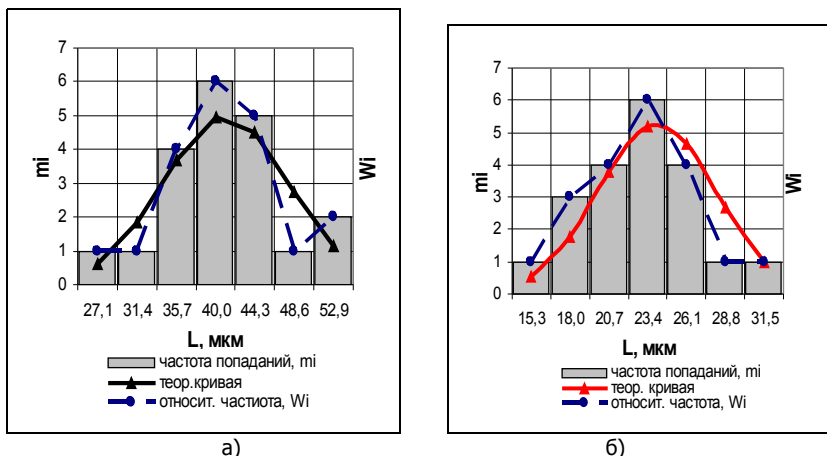 7
6
5
4
3
2
1
0
mi
Wi
27,1 31,4 35,7 40,0 44,3 48,6 52,9
L, мкм
частота попаданий, mi
теор.кривая
относит. частиота, Wi
а)
7
6
5
4
3
2
1
0
mi
Wi
15,3 18,0 20,7 23,4 26,1 28,8 31,5
L, мкм
частота попаданий, mi
теор. кривая
относит. частота, Wi
б)